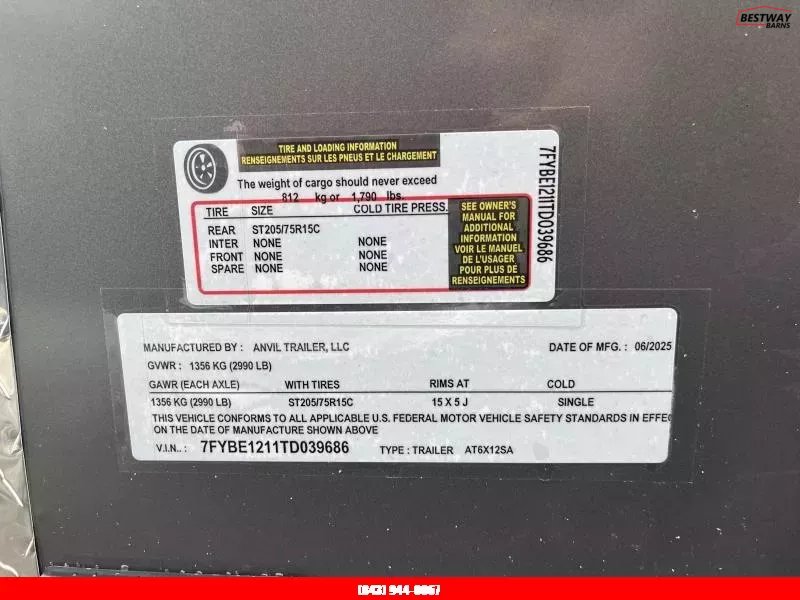 BESTWAY
BARNS
TIRE AND LOADING INFORMATION
RENSEIGNEMENTS SUR LES PNEUS ET LE CHARGEMENT
The weight of cargo should never exceed
812 kg or 1,790 lbs.
TIRE SIZE COLD TIRE PRESS.
REAR ST205/75R15C
INTER NONE NONE
FRONT NONE NONE
SPARE NONE NONE
SEE OWNER'S
MANUAL FOR
ADDITIONAL
INFORMATION
VOIR LE MANUEL
DE L'USAGER
POUR PLUS DE
RENSEIGNEMENTS
7FYBE1211TD039686
MANUFACTURED BY : ANVIL TRAILER, LLC DATE OF MFG. : 06/2025
GVWR : 1356 KG (2990 LB)
GAWR (EACH AXLE) WITH TIRES RIMS AT COLD
1356 KG (2990 LB) ST205/75R15C 15 X 5 J SINGLE
THIS VEHICLE CONFORMS TO ALL APPLICABLE U.S. FEDERAL MOTOR VEHICLE SAFETY STANDARDS IN EFFEC
ON THE DATE OF MANUFACTURE SHOWN ABOVE
V.I.N.. : 7FYBE1211TD039686 TYPE : TRAILER AT6X12SA
(843) 944-0067